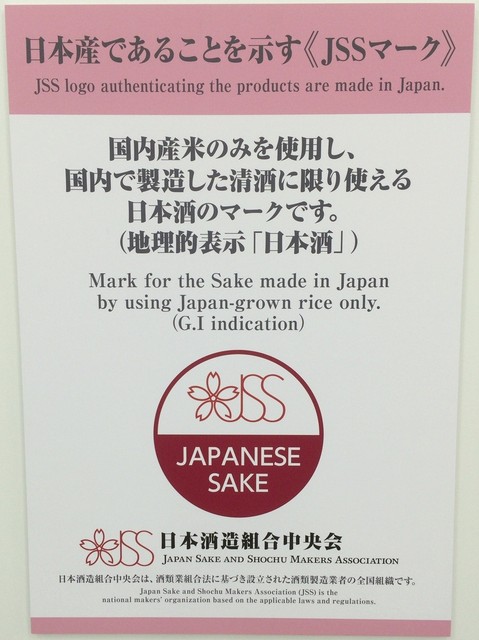 日本産であることを示す《JSSマーク》
JSS logo authenticating the products are made in Japan.
国内産米のみを使用し、
国内で製造した清酒に限り使える
日本酒のマークです。
(地理的表示「日本酒」)
Mark for the Sake made in Japan
by using Japan-grown rice only.
(G.I indication)
JSS
JAPANESE
SAKE
JSS 日本酒造組合中央会
JAPAN SAKE AND SHOCHU MAKERS ASSOCIATION
日本酒造組合中央会は、酒類業組合法に基づき設立された酒類製造業者の全国組織です。
Japan Sake and Shochu Makers Association (JSS) is the
national makers' organization based on the applicable laws and regulations.